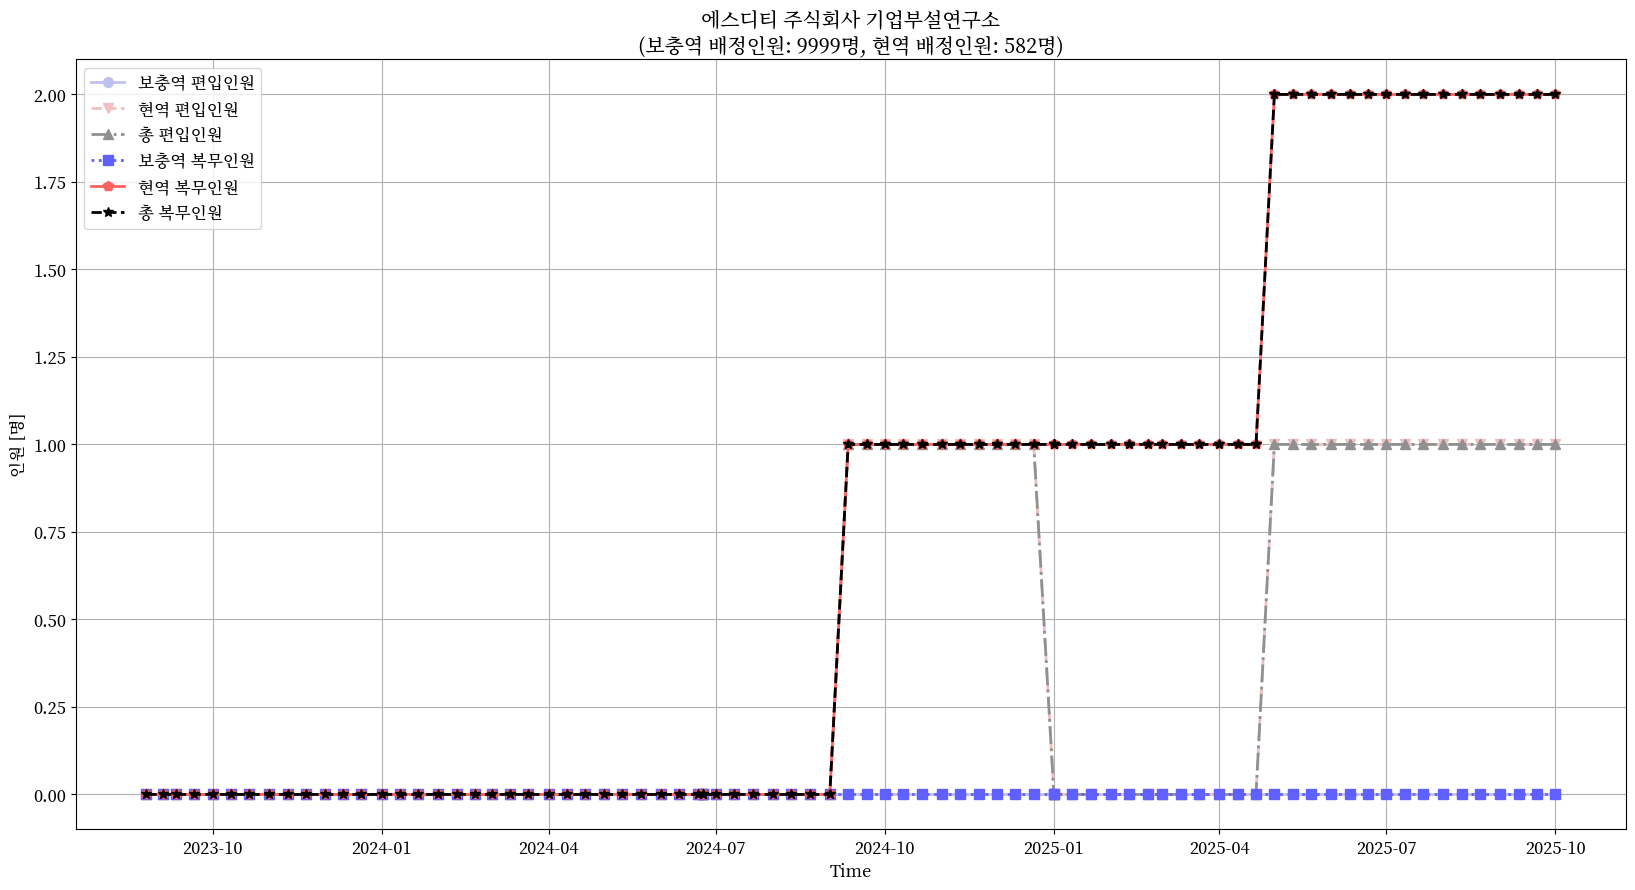 에스디티 주식회사 기업부설연구소
(보충역 배정인원: 9999명, 현역 배정인원: 582명)
보충역 편입인원
현역 편입인원
총 편입인원
보충역 복무인원
현역 복무인원
총 복무인원
2.00
1.75
1.50
1.25
1.00
0.75
0.50
0.25
0.00
인원 [명]
2023-10
2024-01
2024-04
2024-07
2024-10
2025-01
2025-04
2025-07
2025-10
Time